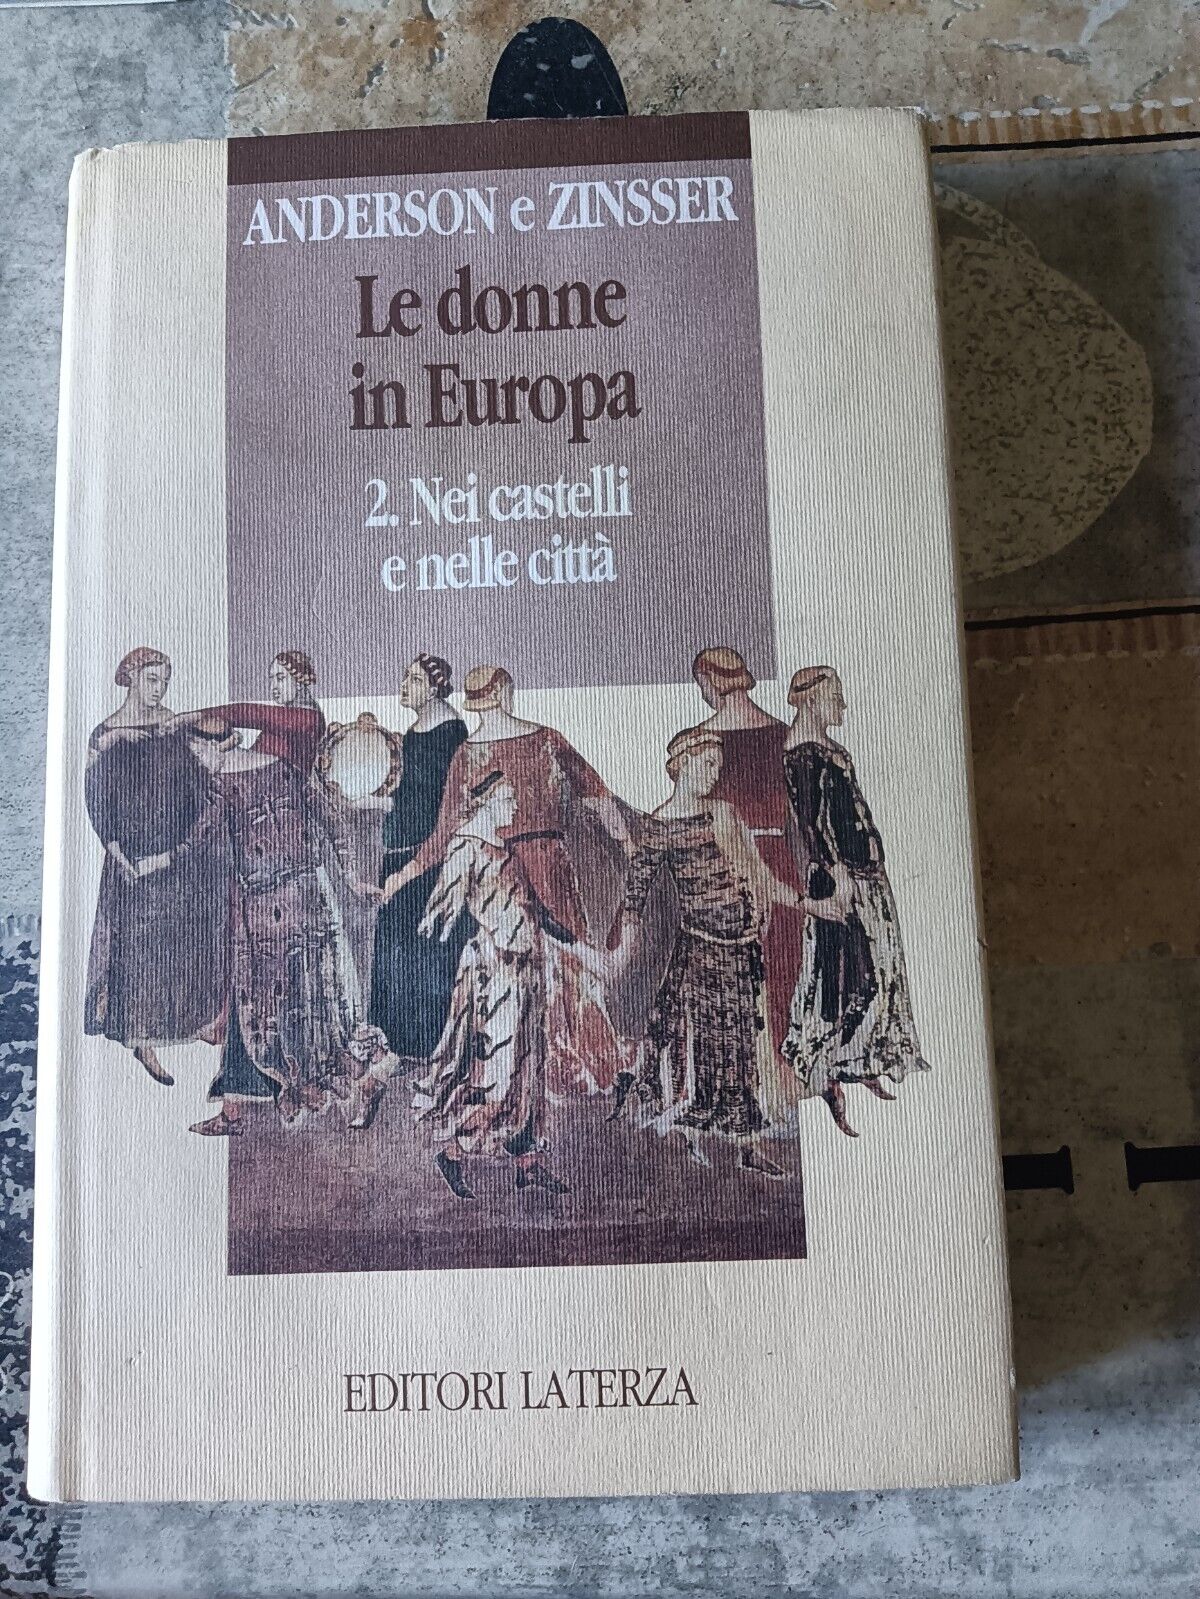 ANDERSON e ZINSSER
Le donne
in Europa
2. Nei castelli
e nelle città
EDITORI LATERZA